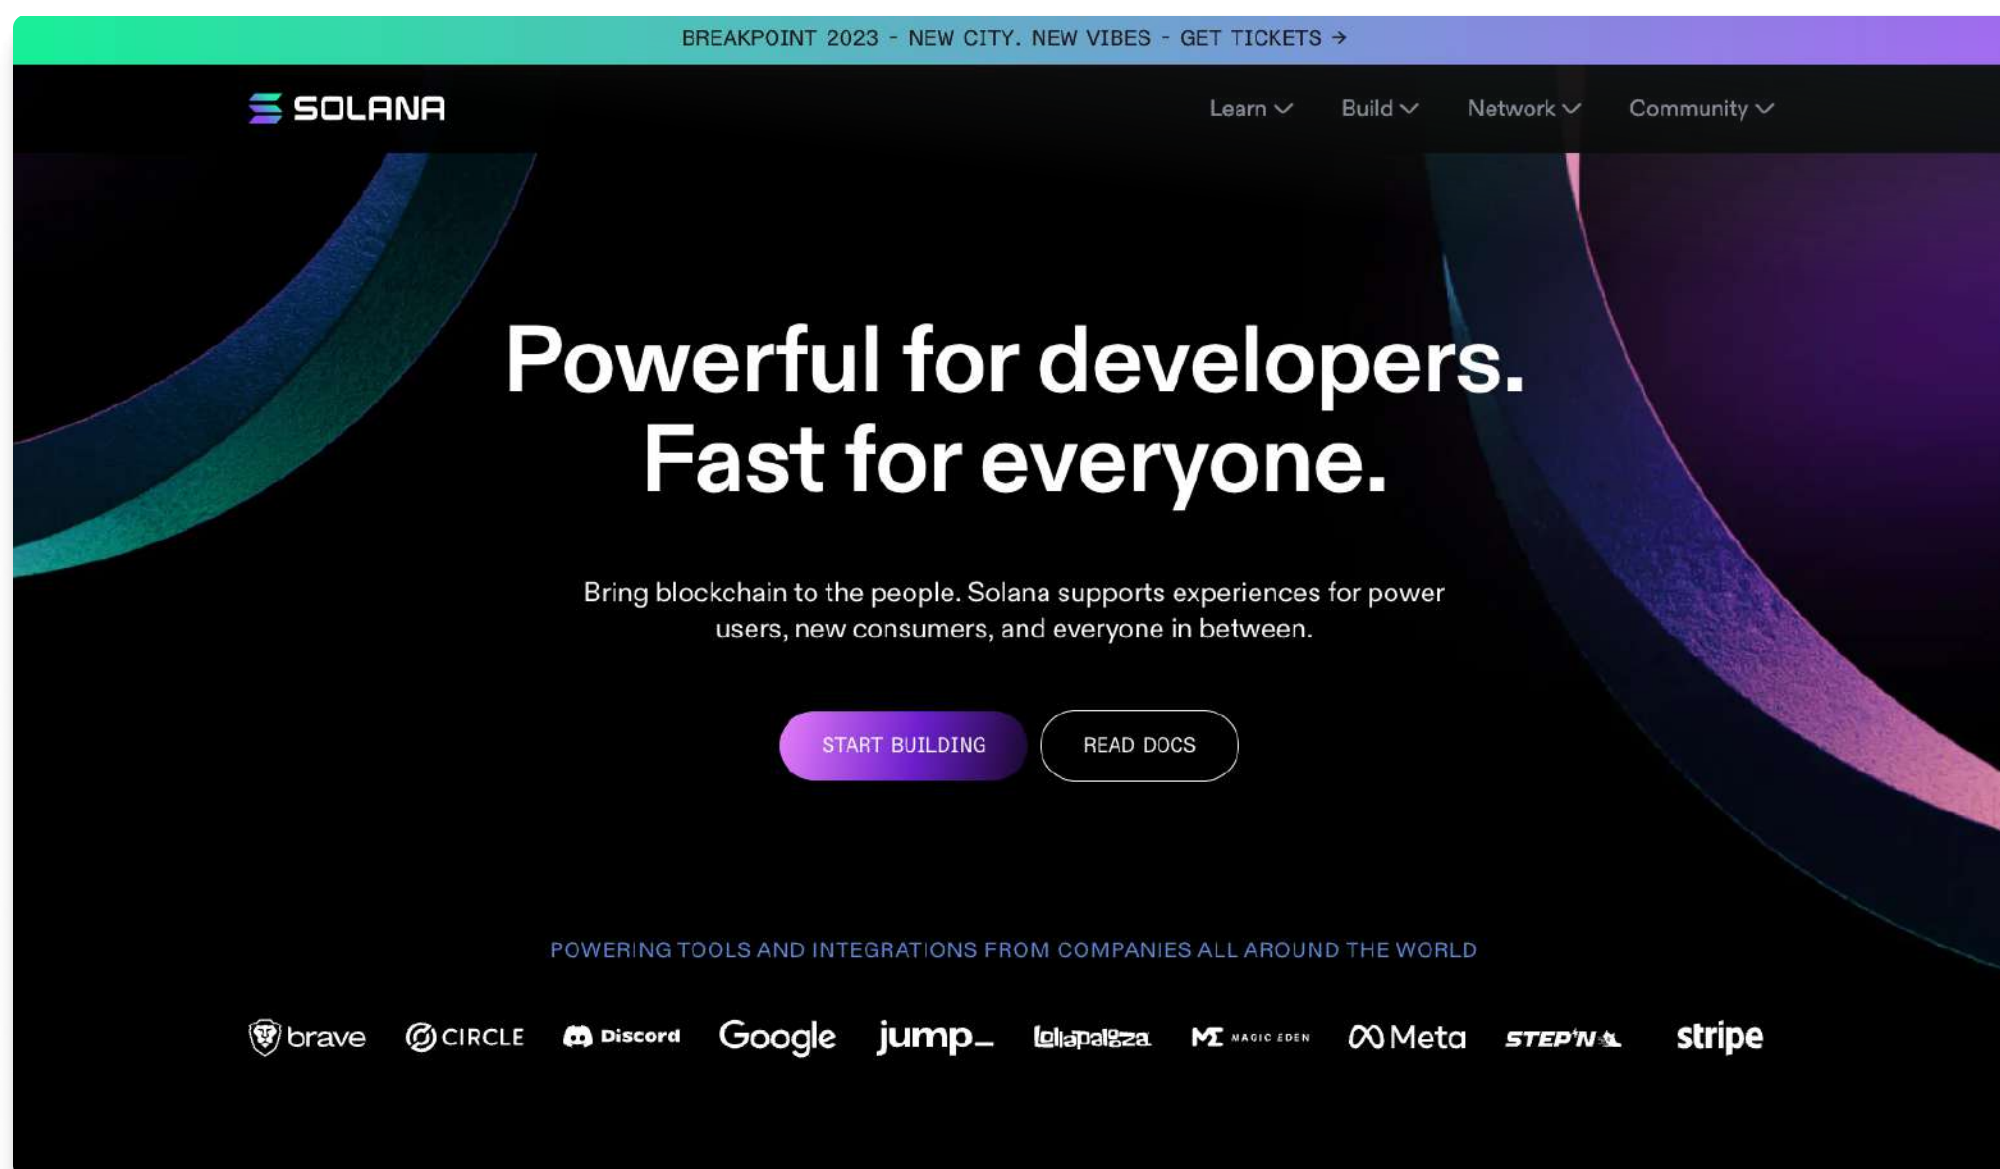 BREAKPOINT 2023 - NEW CITY. NEW VIBES - GET TICKETS →
SOLANA
Learn
Build
Network
Community
Powerful for developers.
Fast for everyone.
Bring blockchain to the people. Solana supports experiences for power
users, new consumers, and everyone in between.
START BUILDING
READ DOCS
POWERING TOOLS AND INTEGRATIONS FROM COMPANIES ALL AROUND THE WORLD
brave
CIRCLE
Discord
Google
jump_
Lollapalooza
ME MAGIC EDEN
Meta
STEP'N
stripe